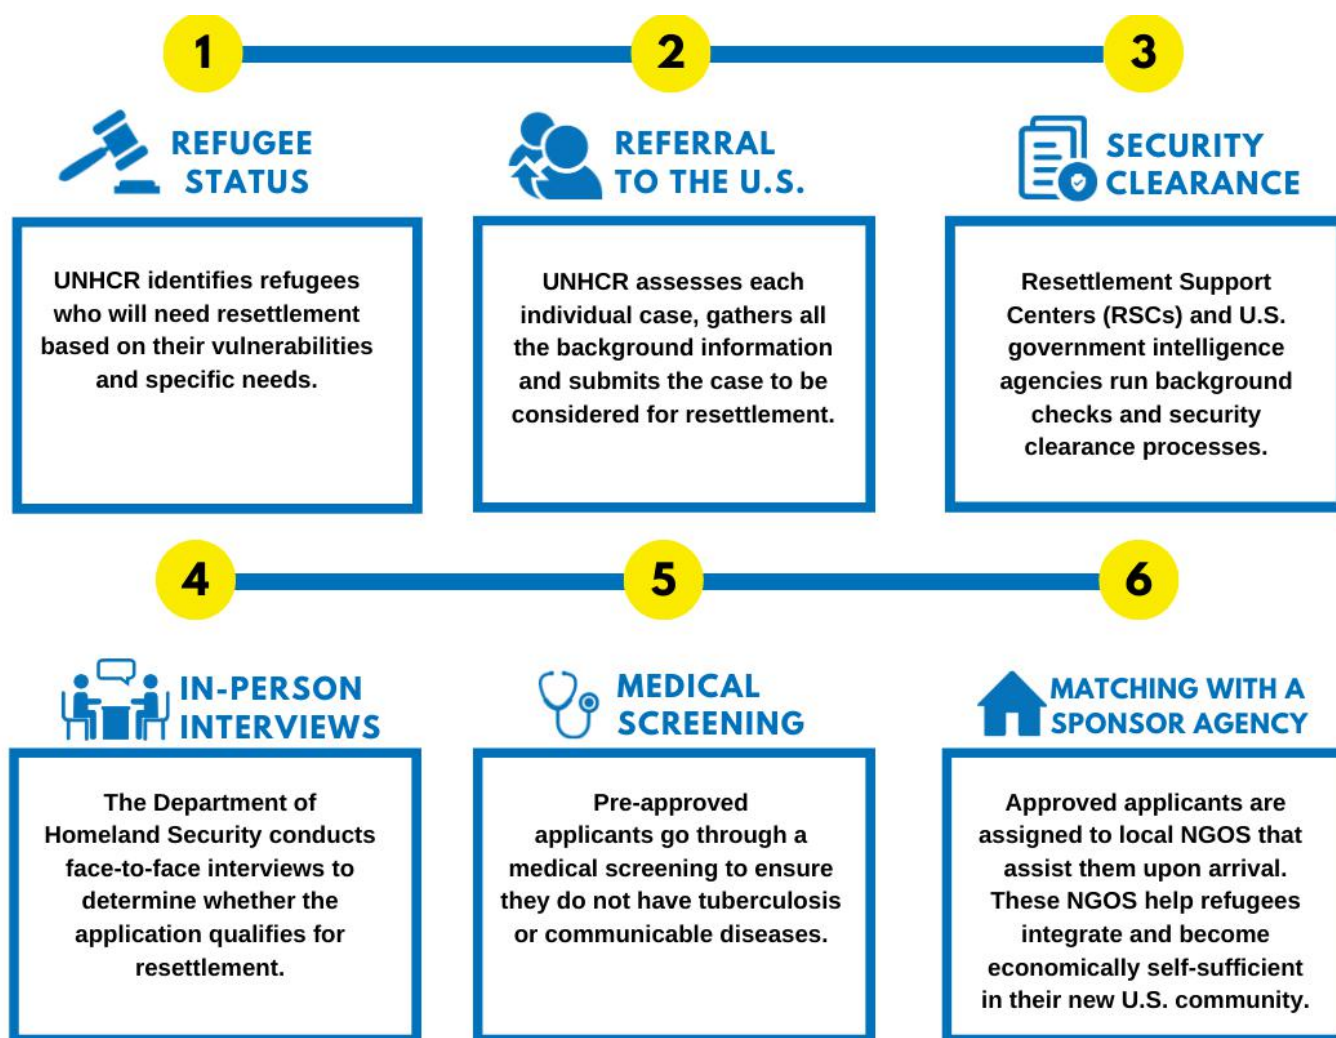 1
2
3
REFUGEE
STATUS
UNHCR identifies refugees
who will need resettlement
based on their vulnerabilities
and specific needs.
REFERRAL
TO THE U.S.
UNHCR assesses each
individual case, gathers all
the background information
and submits the case to be
considered for resettlement.
SECURITY
CLEARANCE
Resettlement Support
Centers (RSCs) and U.S.
government intelligence
agencies run background
checks and security
clearance processes.
4
5
6
IN-PERSON
INTERVIEWS
The Department of
Homeland Security conducts
face-to-face interviews to
determine whether the
application qualifies for
resettlement.
MEDICAL
SCREENING
Pre-approved
applicants go through a
medical screening to ensure
they do not have tuberculosis
or communicable diseases.
MATCHING WITH A
SPONSOR AGENCY
Approved applicants are
assigned to local NGOS that
assist them upon arrival.
These NGOS help refugees
integrate and become
economically self-sufficient
in their new U.S. community.